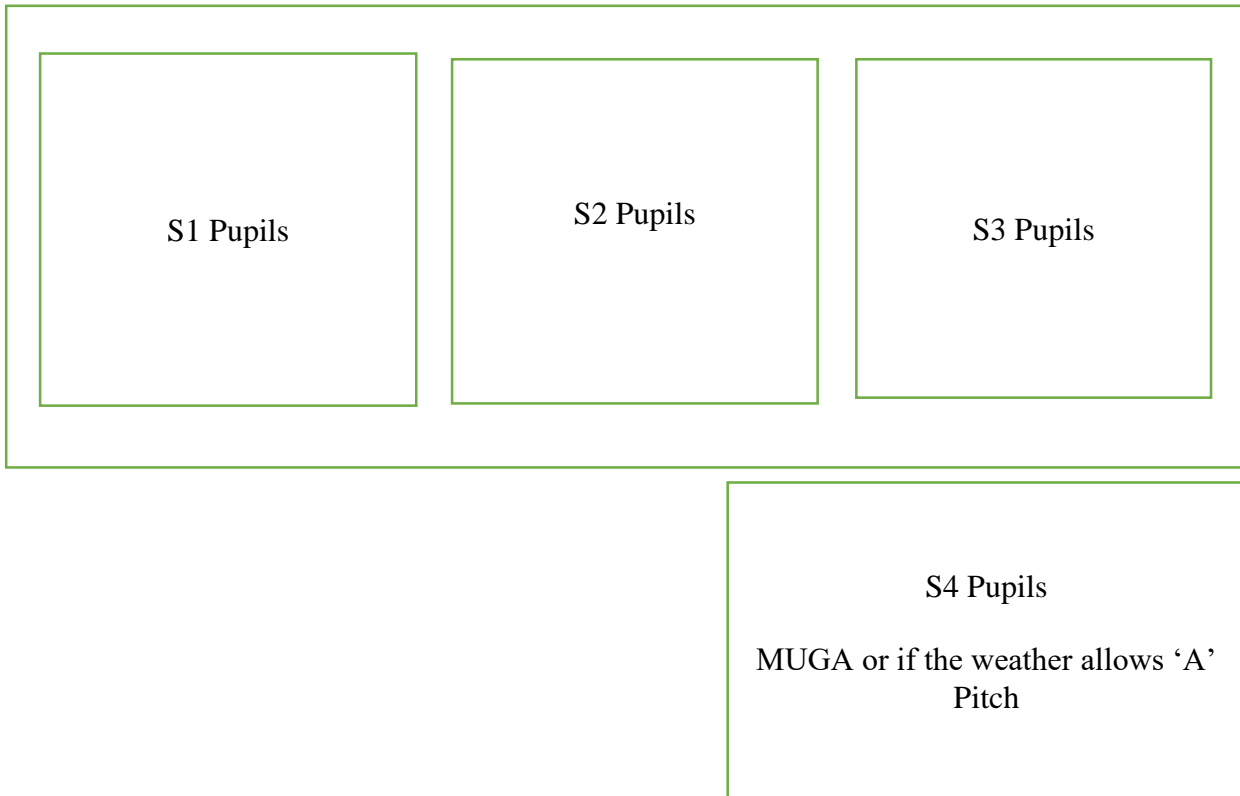 S1 Pupils
S2 Pupils
S3 Pupils
S4 Pupils
MUGA or if the weather allows ‘A’
Pitch